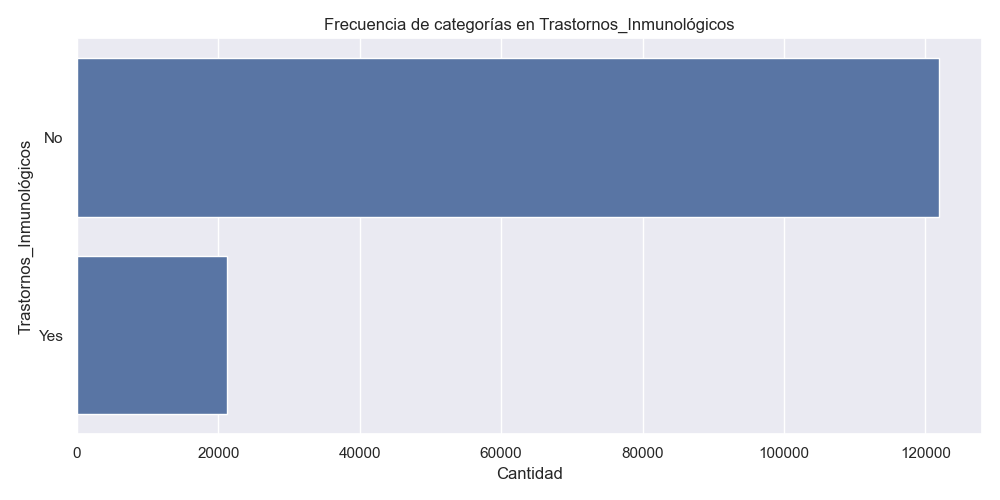 Frecuencia de categorías en Trastornos_Inmunológicos
Trastornos_Inmunológicos
No
Yes
0 20000 40000 60000 80000 100000 120000
Cantidad